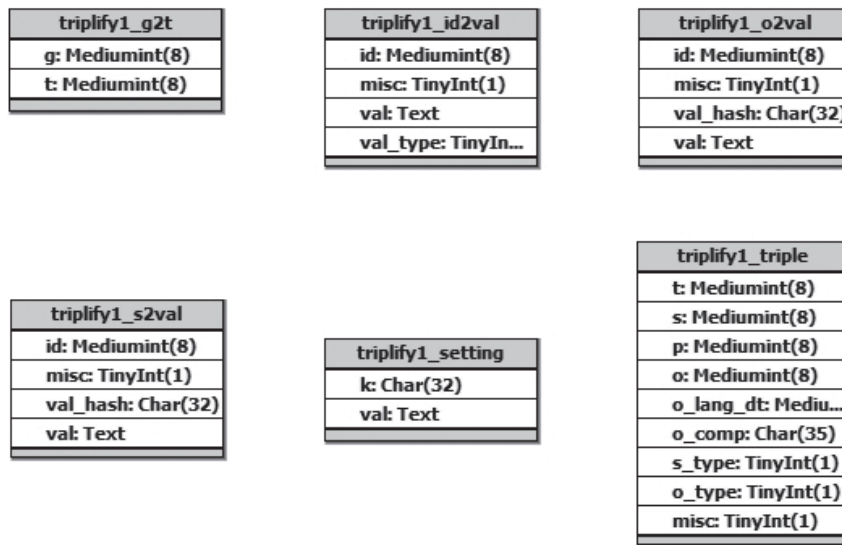 triplify1_g2t
g: Mediumint(8)
t: Mediumint(8)
triplify1_id2val
id: Mediumint(8)
misc: TinyInt(1)
val: Text
val_type: TinyIn...
triplify1_o2val
id: Mediumint(8)
misc: TinyInt(1)
val_hash: Char(32)
val: Text
triplify1_s2val
id: Mediumint(8)
misc: TinyInt(1)
val_hash: Char(32)
val: Text
triplify1_setting
k: Char(32)
val: Text
triplify1_triple
t: Mediumint(8)
s: Mediumint(8)
p: Mediumint(8)
o: Mediumint(8)
o_lang_dt: Mediu...
o_comp: Char(35)
s_type: TinyInt(1)
o_type: TinyInt(1)
misc: TinyInt(1)